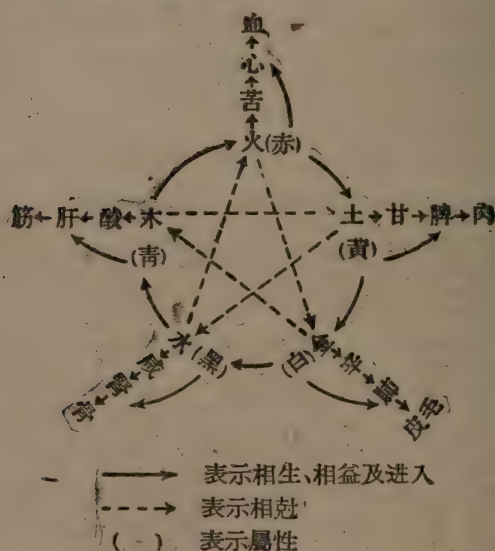 血
心
苦
火(赤)
筋←肝←酸←木
(青)
土→甘→脾→肉
(黃)
水(黑)
咸
腎
骨
金(白)
辛
肺
皮毛
表示相生、相益及进入
表示相尅
( ) 表示屬性